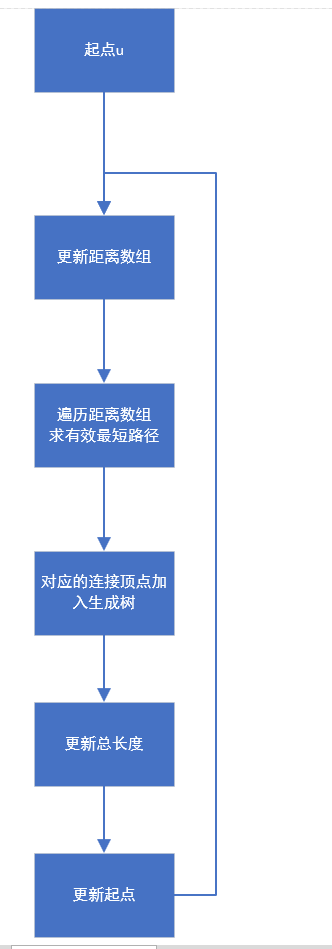 起点u
更新距离数组
遍历距离数组
求有效最短路径
对应的连接顶点加
入生成树
更新总长度
更新起点